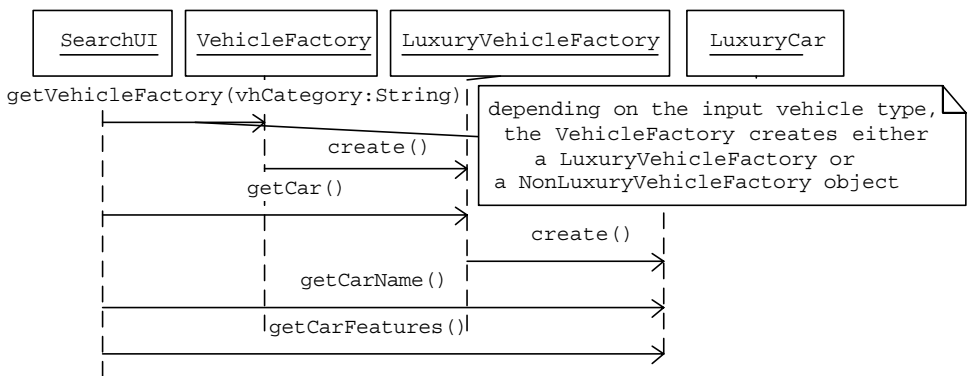 SearchUI
VehicleFactory
LuxuryVehicleFactory
LuxuryCar
getVehicleFactory(vhCategory:String)
depending on the input vehicle type,
the VehicleFactory creates either
a LuxuryVehicleFactory or
a NonLuxuryVehicleFactory object
create()
getCar()
create()
getCarName()
getCarFeatures()